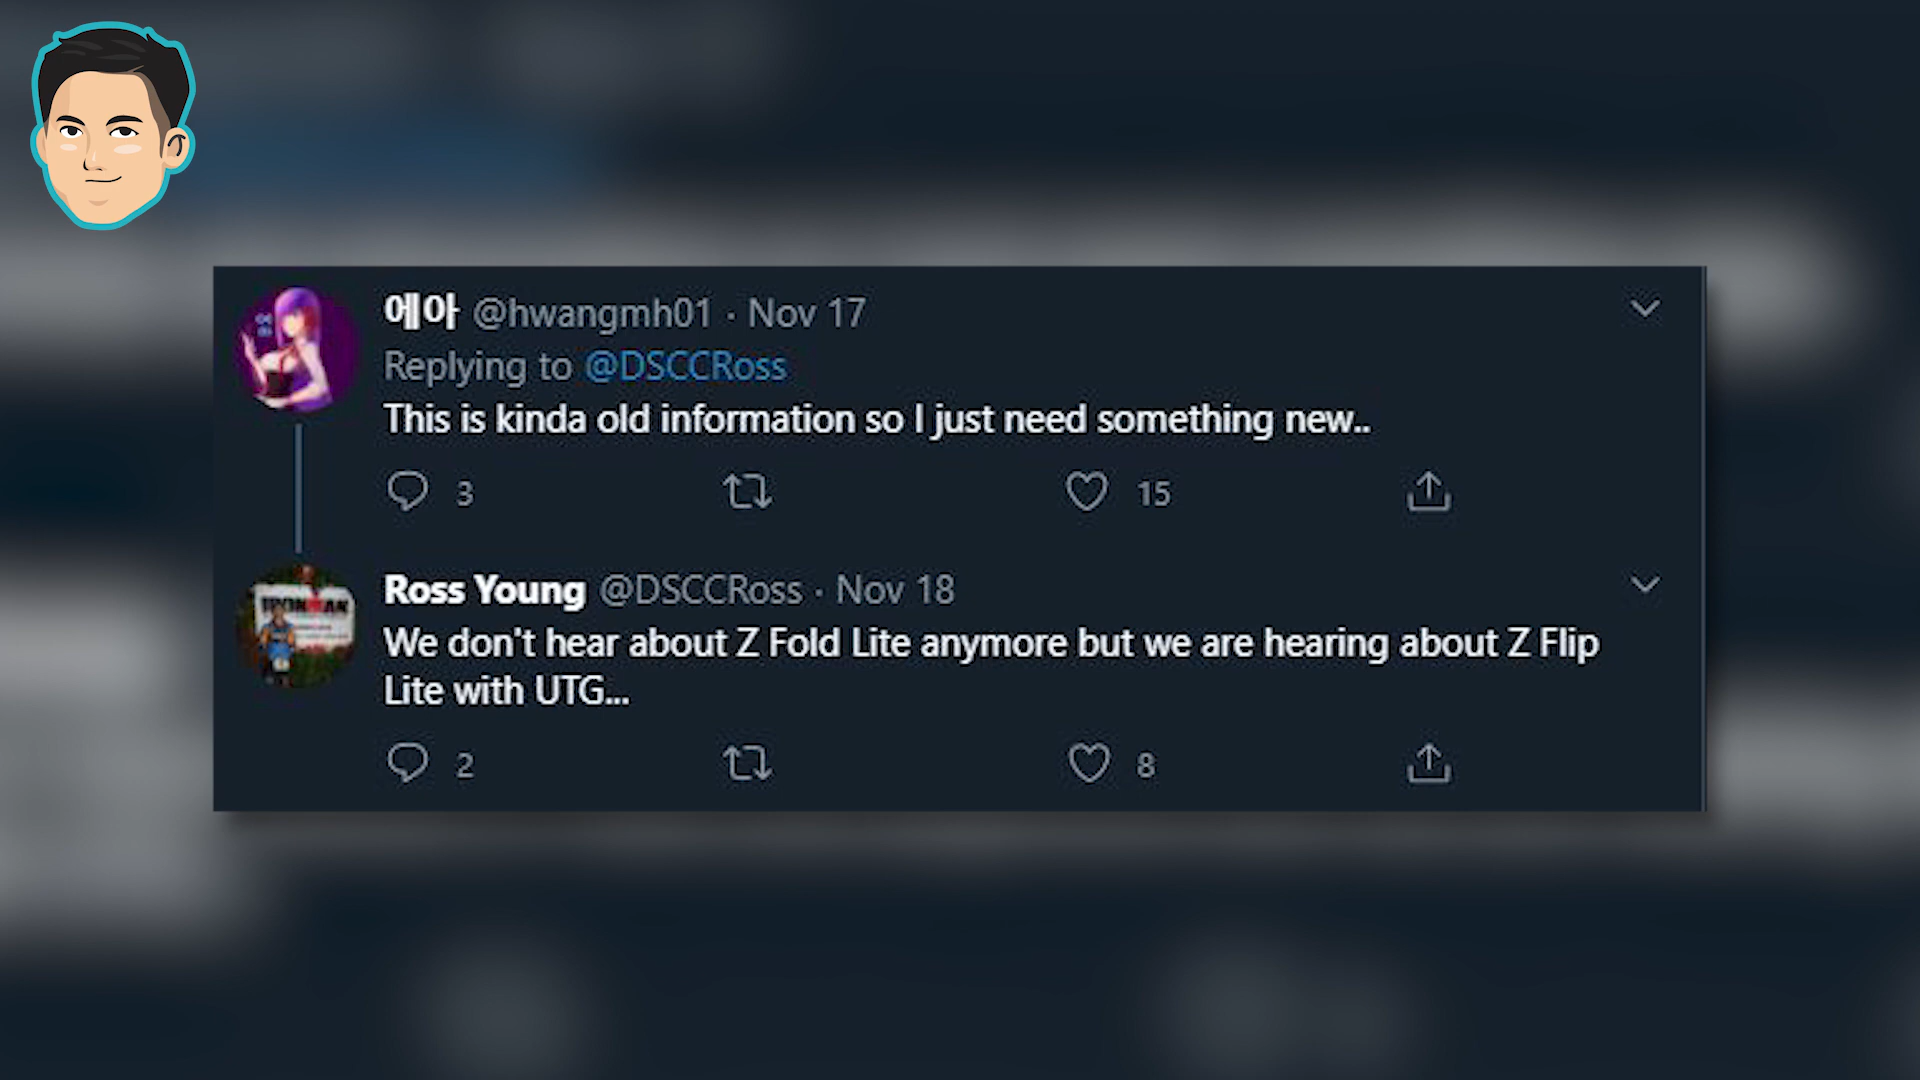 에아 @hwangmh01 · Nov 17
Replying to @DSCCRoss
This is kinda old information so I just need something new..
3 15
Ross Young @DSCCRoss · Nov 18
We don't hear about Z Fold Lite anymore but we are hearing about Z Flip
Lite with UTG...
2 8